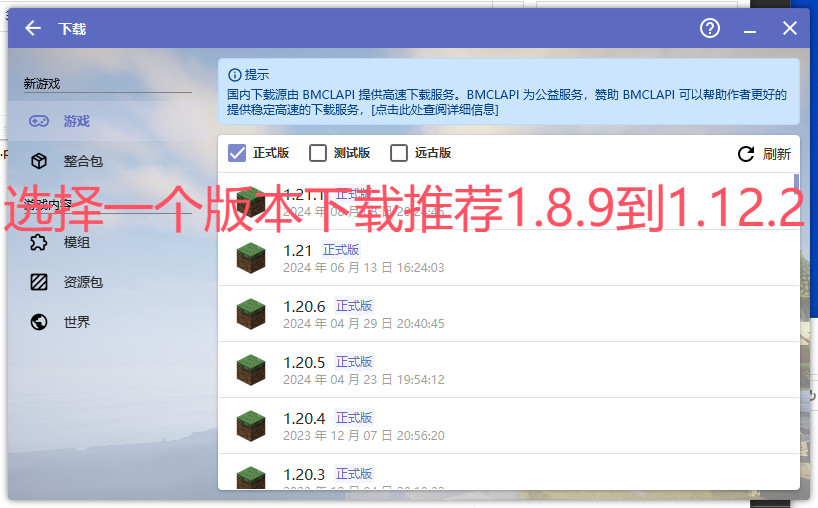 下载
新游戏
游戏
整合包
游戏内容
模组
资源包
世界
提示
国内下载源由 BMCLAPI 提供高速下载服务。BMCLAPI 为公益服务，赞助 BMCLAPI 可以帮助作者更好的
提供稳定高速的下载服务，[点击此处查阅详细信息]
正式版 测试版 远古版 刷新
选择一个版本下载推荐1.8.9到1.12.2
1.21.1 正式版
1.21 正式版
2024 年 06 月 13 日 16:24:03
1.20.6 正式版
2024 年 04 月 29 日 20:40:45
1.20.5 正式版
2024 年 04 月 23 日 19:54:12
1.20.4 正式版
2023 年 12 月 07 日 20:56:20
1.20.3 正式版